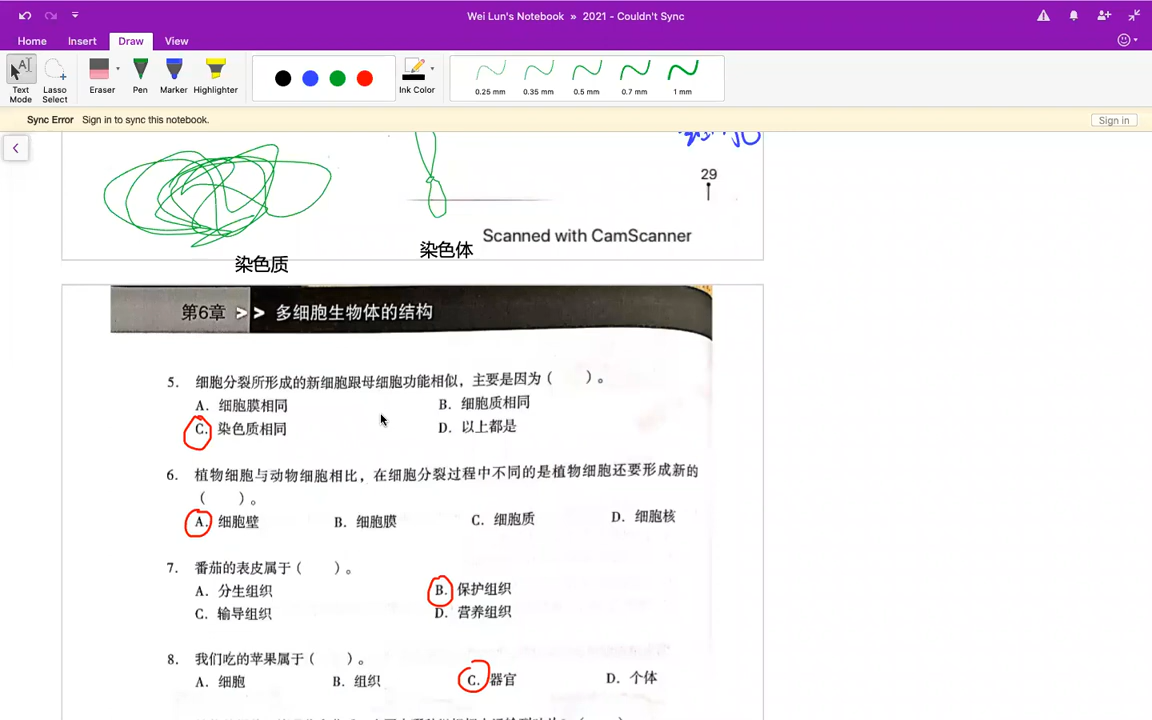 Wei Lun's Notebook » 2021 - Couldn't Sync
Home Insert Draw View
Text Mode
Lasso Select
Eraser
Pen
Marker
Highlighter
Ink Color
0.25 mm
0.35 mm
0.5 mm
0.7 mm
1 mm
Sync Error Sign in to sync this notebook.
Sign in
29
Scanned with CamScanner
染色质
染色体
第6章 >> 多细胞生物体的结构
5. 细胞分裂所形成的新细胞跟母细胞功能相似，主要是因为（ ）。
A. 细胞膜相同 B. 细胞质相同
C. 染色质相同 D. 以上都是
6. 植物细胞与动物细胞相比，在细胞分裂过程中不同的是植物细胞还要形成新的
（ ）。
A. 细胞壁 B. 细胞膜 C. 细胞质 D. 细胞核
7. 番茄的表皮属于（ ）。
A. 分生组织 B. 保护组织
C. 输导组织 D. 营养组织
8. 我们吃的苹果属于（ ）。
A. 细胞 B. 组织 C. 器官 D. 个体